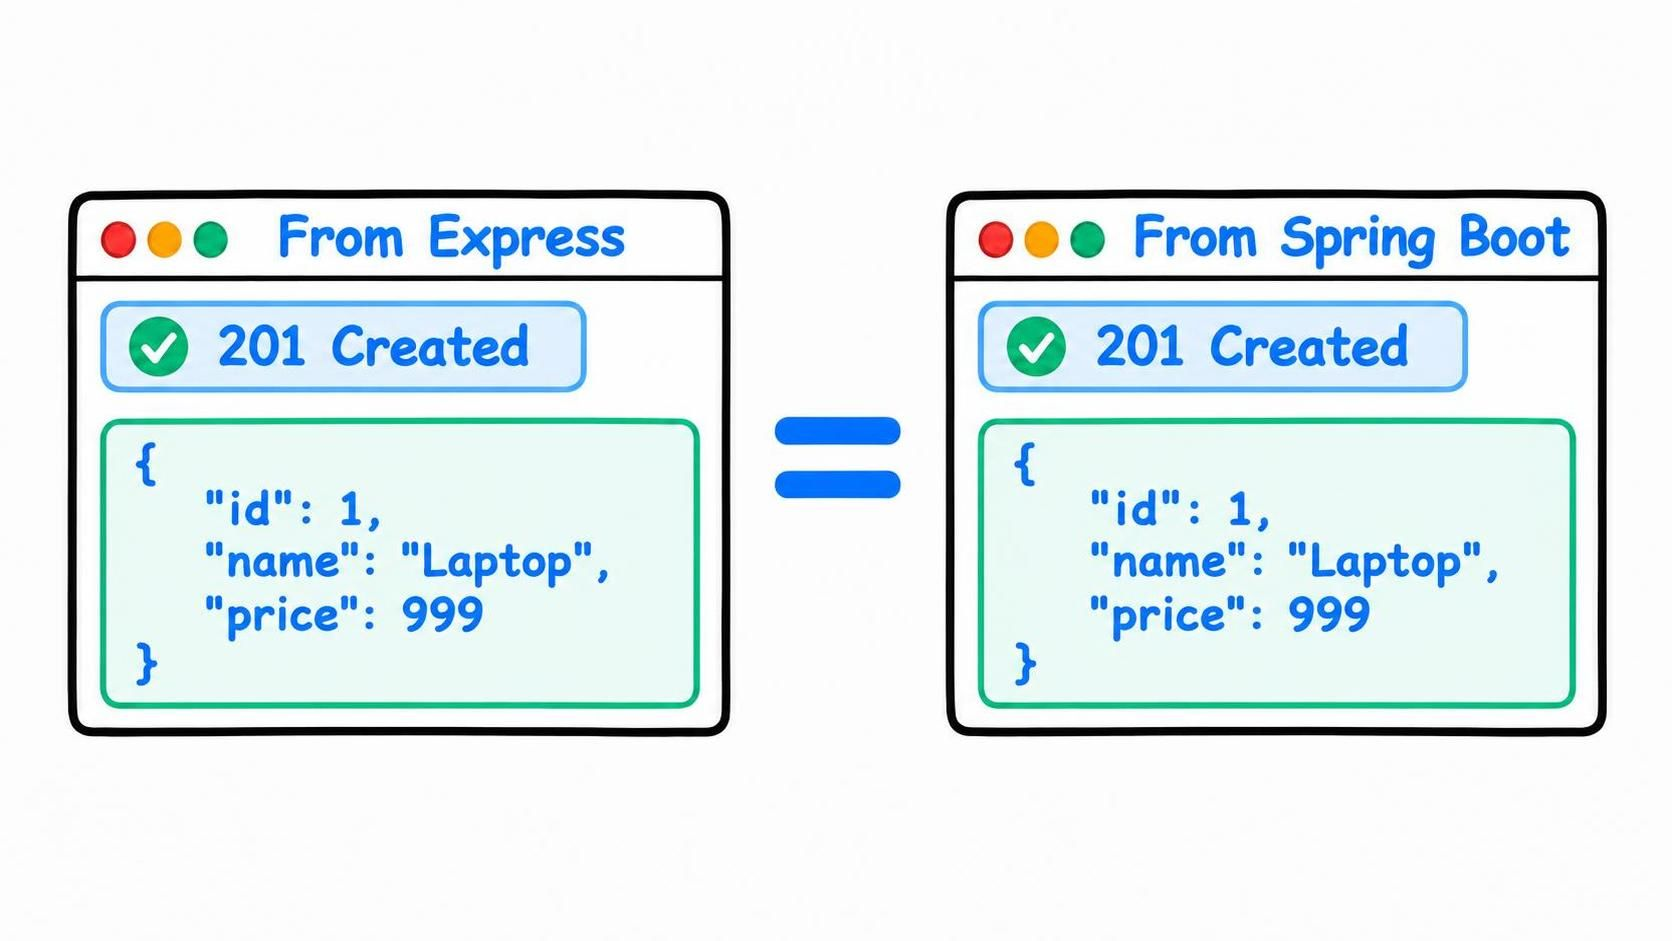 From Express
201 Created
{
"id": 1,
"name": "Laptop",
"price": 999
}
=
From Spring Boot
201 Created
{
"id": 1,
"name": "Laptop",
"price": 999
}